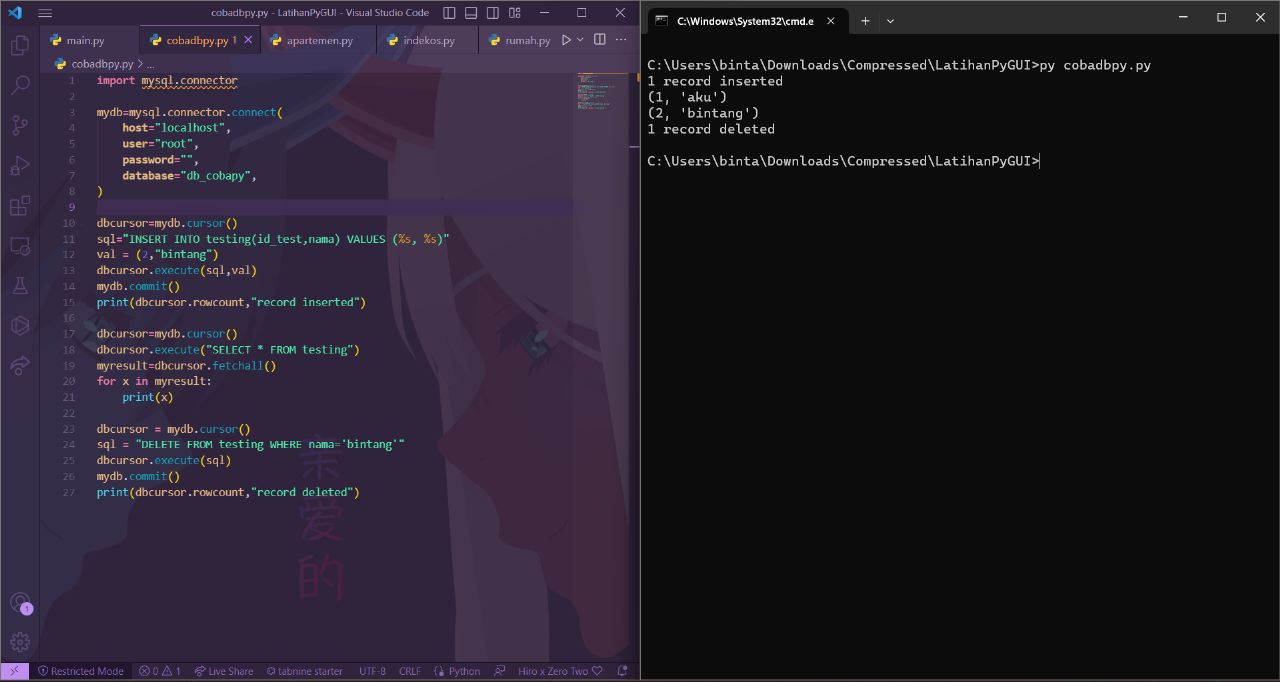 cobadbpy.py - LatihanPyGUI - Visual Studio Code
main.py
cobadbpy.py 1
apartemen.py
indekos.py
rumah.py
cobadbpy.py > ...
1 import mysql.connector
2
3 mydb=mysql.connector.connect(
4     host="localhost",
5     user="root",
6     password="",
7     database="db_cobapy",
8 )
9
10 dbcursor=mydb.cursor()
11 sql="INSERT INTO testing(id_test,nama) VALUES (%s, %s)"
12 val = (2,"bintang")
13 dbcursor.execute(sql,val)
14 mydb.commit()
15 print(dbcursor.rowcount,"record inserted")
16
17 dbcursor=mydb.cursor()
18 dbcursor.execute("SELECT * FROM testing")
19 myresult=dbcursor.fetchall()
20 for x in myresult:
21     print(x)
22
23 dbcursor = mydb.cursor()
24 sql = "DELETE FROM testing WHERE nama='bintang'"
25 dbcursor.execute(sql)
26 mydb.commit()
27 print(dbcursor.rowcount,"record deleted")
亲
爱
的
1
Restricted Mode 0 1 Live Share tabnine starter UTF-8 CRLF Python Hiro x Zero Two
C:\Windows\System32\cmd.e
C:\Users\binta\Downloads\Compressed\LatihanPyGUI>py cobadbpy.py
1 record inserted
(1, 'aku')
(2, 'bintang')
1 record deleted
C:\Users\binta\Downloads\Compressed\LatihanPyGUI>